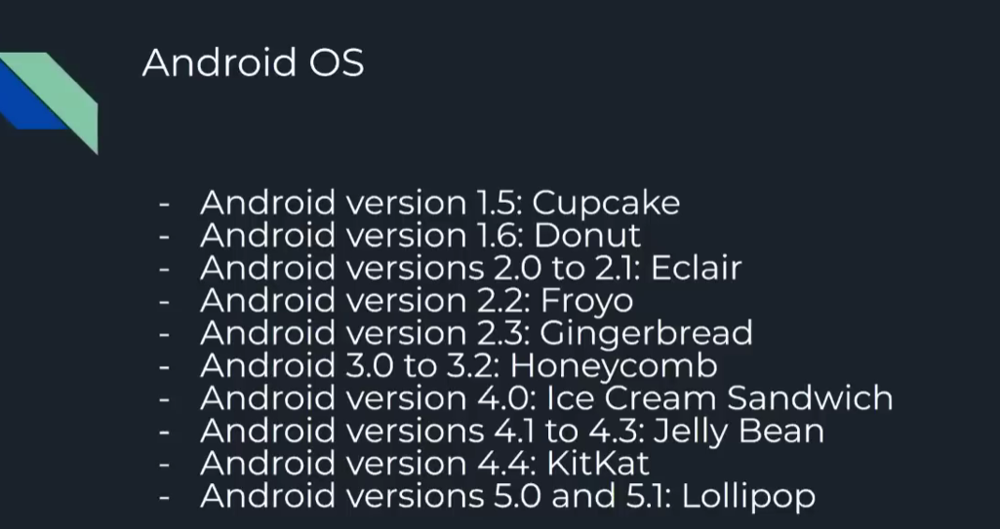 Android OS
- Android version 1.5: Cupcake
- Android version 1.6: Donut
- Android versions 2.0 to 2.1: Eclair
- Android version 2.2: Froyo
- Android version 2.3: Gingerbread
- Android 3.0 to 3.2: Honeycomb
- Android version 4.0: Ice Cream Sandwich
- Android versions 4.1 to 4.3: Jelly Bean
- Android version 4.4: KitKat
- Android versions 5.0 and 5.1: Lollipop